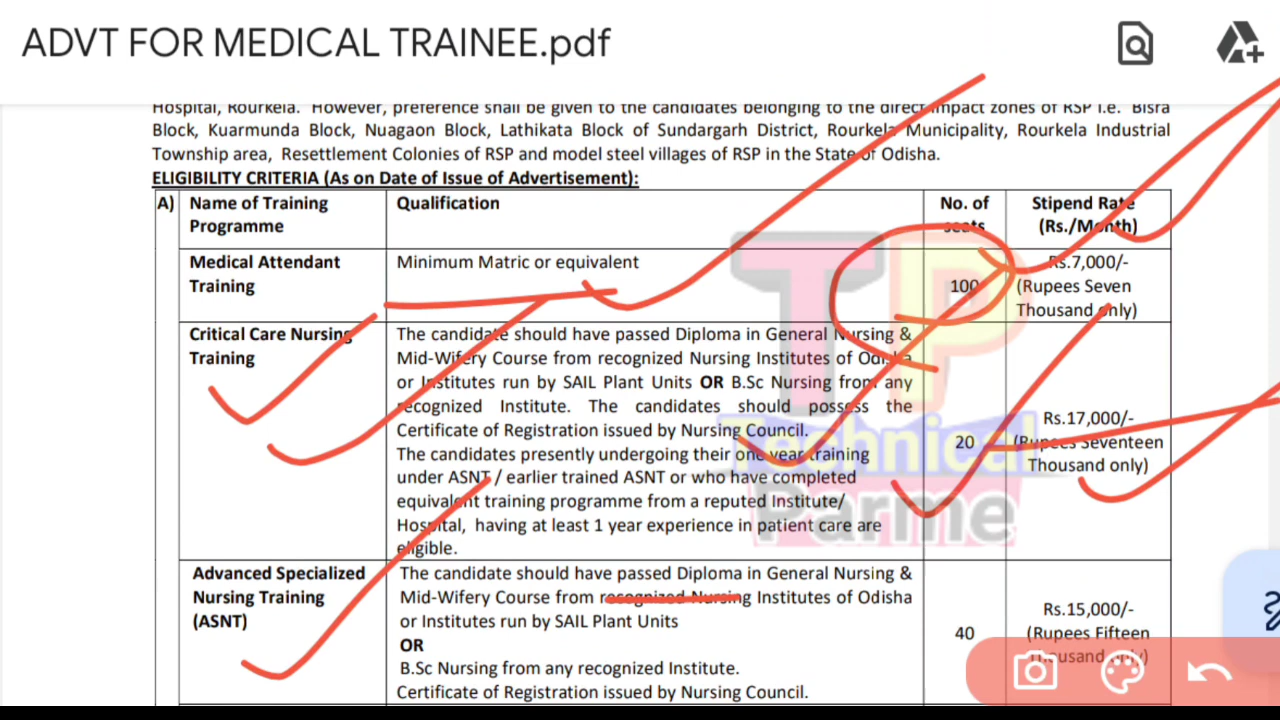 ADVT FOR MEDICAL TRAINEE.pdf
Hospital, Rourkela. However, preference shall be given to the candidates belonging to the direct impact zones of RSP i.e. Bisra
Block, Kuarmunda Block, Nuagaon Block, Lathikata Block of Sundargarh District, Rourkela Municipality, Rourkela Industrial
Township area, Resettlement Colonies of RSP and model steel villages of RSP in the State of Odisha.
ELIGIBILITY CRITERIA (As on Date of Issue of Advertisement):
A) Name of Training Programme
Qualification
No. of seats
Stipend Rate (Rs./Month)
Medical Attendant
Training
Minimum Matric or equivalent
100
Rs.7,000/-
(Rupees Seven
Thousand only)
Critical Care Nursing
Training
The candidate should have passed Diploma in General Nursing &
Mid-Wifery Course from recognized Nursing Institutes of Odisha
or Institutes run by SAIL Plant Units OR B.Sc Nursing from any
recognized Institute. The candidates should possess the
Certificate of Registration issued by Nursing Council.
The candidates presently undergoing their one year training
under ASNT / earlier trained ASNT or who have completed
equivalent training programme from a reputed Institute/
Hospital, having at least 1 year experience in patient care are
eligible.
20
Rs.17,000/-
(Rupees Seventeen
Thousand only)
Advanced Specialized
Nursing Training
(ASNT)
The candidate should have passed Diploma in General Nursing &
Mid-Wifery Course from recognized Nursing Institutes of Odisha
or Institutes run by SAIL Plant Units
OR
B.Sc Nursing from any recognized Institute.
Certificate of Registration issued by Nursing Council.
40
Rs.15,000/-
(Rupees Fifteen
Thousand only)
TP
Technical
Parme